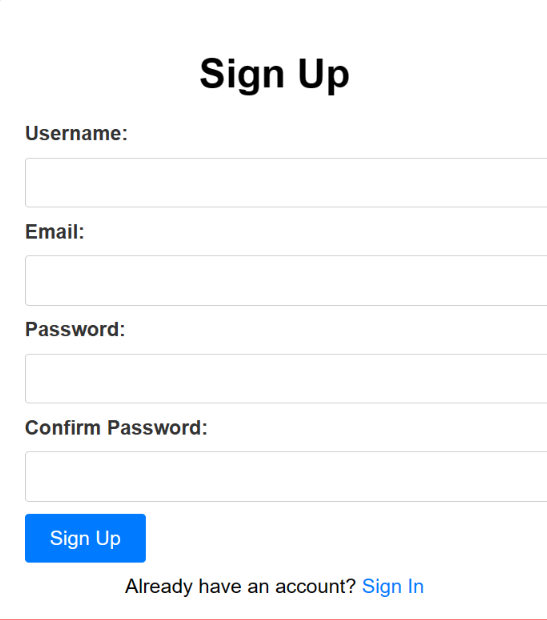 Sign Up
Username:
Email:
Password:
Confirm Password:
Sign Up
Already have an account? Sign In